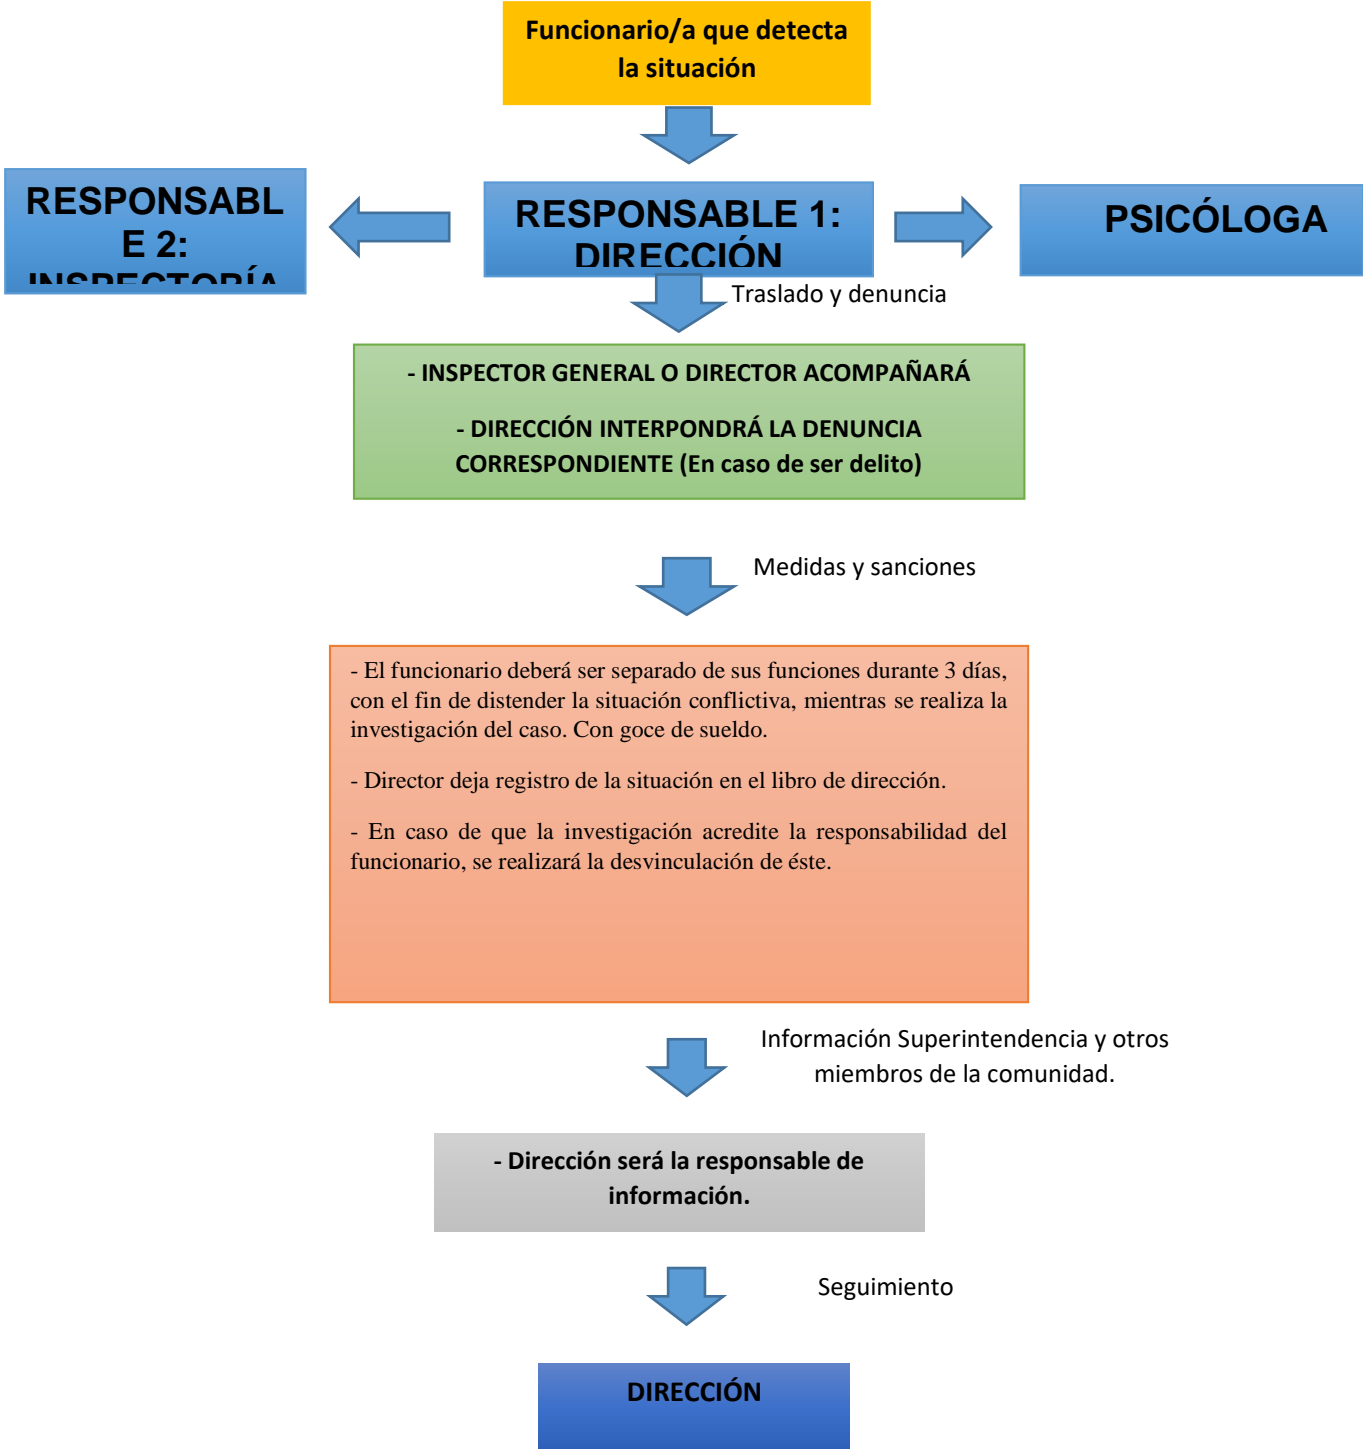 Funcionario/a que detecta
la situación
RESPONSABL
E 2:
INSPECTORÍA
RESPONSABLE 1:
DIRECCIÓN
PSICÓLOGA
Traslado y denuncia
- INSPECTOR GENERAL O DIRECTOR ACOMPAÑARÁ
- DIRECCIÓN INTERPONDRÁ LA DENUNCIA
CORRESPONDIENTE (En caso de ser delito)
Medidas y sanciones
- El funcionario deberá ser separado de sus funciones durante 3 días,
con el fin de distender la situación conflictiva, mientras se realiza la
investigación del caso. Con goce de sueldo.
- Director deja registro de la situación en el libro de dirección.
- En caso de que la investigación acredite la responsabilidad del
funcionario, se realizará la desvinculación de éste.
Información Superintendencia y otros
miembros de la comunidad.
- Dirección será la responsable de
información.
Seguimiento
DIRECCIÓN